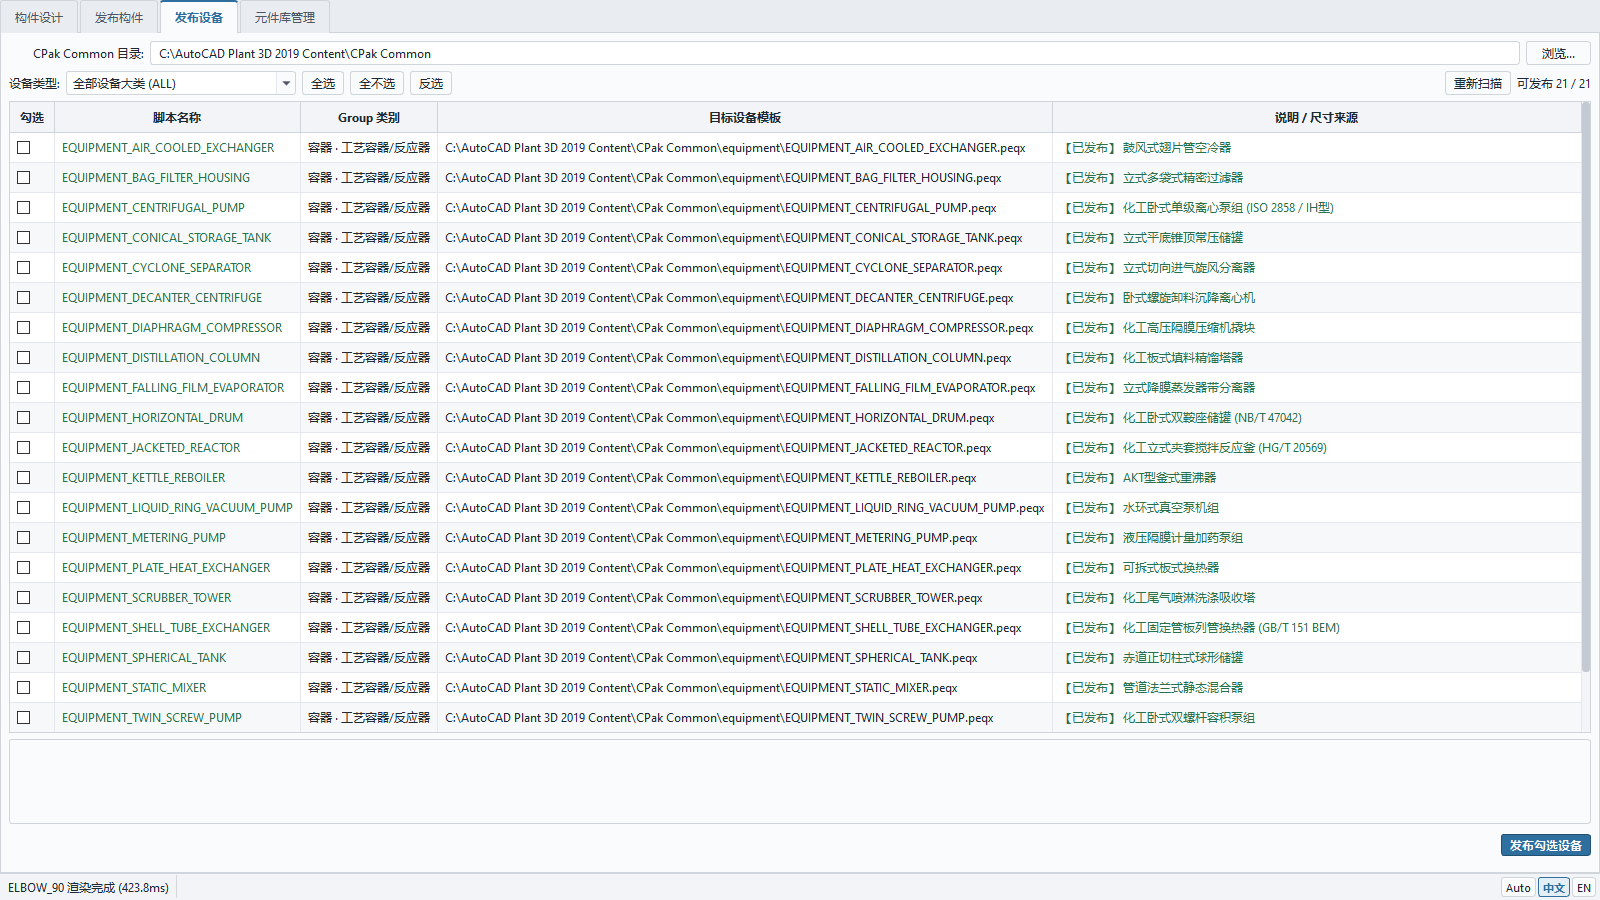 构件设计 发布构件 发布设备 元件库管理
CPak Common 目录: C:\AutoCAD Plant 3D 2019 Content\CPak Common 浏览...
设备类型: 全部设备大类 (ALL) 全选 全不选 反选 重新扫描 可发布 21 / 21
勾选 脚本名称 Group 类别 目标设备模板 说明 / 尺寸来源
EQUIPMENT_AIR_COOLED_EXCHANGER 容器 · 工艺容器/反应器 C:\AutoCAD Plant 3D 2019 Content\CPak Common\equipment\EQUIPMENT_AIR_COOLED_EXCHANGER.peqx 【已发布】 鼓风式翅片管空冷器
EQUIPMENT_BAG_FILTER_HOUSING 容器 · 工艺容器/反应器 C:\AutoCAD Plant 3D 2019 Content\CPak Common\equipment\EQUIPMENT_BAG_FILTER_HOUSING.peqx 【已发布】 立式多袋式精密过滤器
EQUIPMENT_CENTRIFUGAL_PUMP 容器 · 工艺容器/反应器 C:\AutoCAD Plant 3D 2019 Content\CPak Common\equipment\EQUIPMENT_CENTRIFUGAL_PUMP.peqx 【已发布】 化工卧式单级离心泵组 (ISO 2858 / IH型)
EQUIPMENT_CONICAL_STORAGE_TANK 容器 · 工艺容器/反应器 C:\AutoCAD Plant 3D 2019 Content\CPak Common\equipment\EQUIPMENT_CONICAL_STORAGE_TANK.peqx 【已发布】 立式平底锥顶常压储罐
EQUIPMENT_CYCLONE_SEPARATOR 容器 · 工艺容器/反应器 C:\AutoCAD Plant 3D 2019 Content\CPak Common\equipment\EQUIPMENT_CYCLONE_SEPARATOR.peqx 【已发布】 立式切向进气旋风分离器
EQUIPMENT_DECANTER_CENTRIFUGE 容器 · 工艺容器/反应器 C:\AutoCAD Plant 3D 2019 Content\CPak Common\equipment\EQUIPMENT_DECANTER_CENTRIFUGE.peqx 【已发布】 卧式螺旋卸料沉降离心机
EQUIPMENT_DIAPHRAGM_COMPRESSOR 容器 · 工艺容器/反应器 C:\AutoCAD Plant 3D 2019 Content\CPak Common\equipment\EQUIPMENT_DIAPHRAGM_COMPRESSOR.peqx 【已发布】 化工高压隔膜压缩机撬块
EQUIPMENT_DISTILLATION_COLUMN 容器 · 工艺容器/反应器 C:\AutoCAD Plant 3D 2019 Content\CPak Common\equipment\EQUIPMENT_DISTILLATION_COLUMN.peqx 【已发布】 化工板式填料精馏塔器
EQUIPMENT_FALLING_FILM_EVAPORATOR 容器 · 工艺容器/反应器 C:\AutoCAD Plant 3D 2019 Content\CPak Common\equipment\EQUIPMENT_FALLING_FILM_EVAPORATOR.peqx 【已发布】 立式降膜蒸发器带分离器
EQUIPMENT_HORIZONTAL_DRUM 容器 · 工艺容器/反应器 C:\AutoCAD Plant 3D 2019 Content\CPak Common\equipment\EQUIPMENT_HORIZONTAL_DRUM.peqx 【已发布】 化工卧式双鞍座储罐 (NB/T 47042)
EQUIPMENT_JACKETED_REACTOR 容器 · 工艺容器/反应器 C:\AutoCAD Plant 3D 2019 Content\CPak Common\equipment\EQUIPMENT_JACKETED_REACTOR.peqx 【已发布】 化工立式夹套搅拌反应釜 (HG/T 20569)
EQUIPMENT_KETTLE_REBOILER 容器 · 工艺容器/反应器 C:\AutoCAD Plant 3D 2019 Content\CPak Common\equipment\EQUIPMENT_KETTLE_REBOILER.peqx 【已发布】 AKT型釜式重沸器
EQUIPMENT_LIQUID_RING_VACUUM_PUMP 容器 · 工艺容器/反应器 C:\AutoCAD Plant 3D 2019 Content\CPak Common\equipment\EQUIPMENT_LIQUID_RING_VACUUM_PUMP.peqx 【已发布】 水环式真空泵机组
EQUIPMENT_METERING_PUMP 容器 · 工艺容器/反应器 C:\AutoCAD Plant 3D 2019 Content\CPak Common\equipment\EQUIPMENT_METERING_PUMP.peqx 【已发布】 液压隔膜计量加药泵组
EQUIPMENT_PLATE_HEAT_EXCHANGER 容器 · 工艺容器/反应器 C:\AutoCAD Plant 3D 2019 Content\CPak Common\equipment\EQUIPMENT_PLATE_HEAT_EXCHANGER.peqx 【已发布】 可拆式板式换热器
EQUIPMENT_SCRUBBER_TOWER 容器 · 工艺容器/反应器 C:\AutoCAD Plant 3D 2019 Content\CPak Common\equipment\EQUIPMENT_SCRUBBER_TOWER.peqx 【已发布】 化工尾气喷淋洗涤吸收塔
EQUIPMENT_SHELL_TUBE_EXCHANGER 容器 · 工艺容器/反应器 C:\AutoCAD Plant 3D 2019 Content\CPak Common\equipment\EQUIPMENT_SHELL_TUBE_EXCHANGER.peqx 【已发布】 化工固定管板列管换热器 (GB/T 151 BEM)
EQUIPMENT_SPHERICAL_TANK 容器 · 工艺容器/反应器 C:\AutoCAD Plant 3D 2019 Content\CPak Common\equipment\EQUIPMENT_SPHERICAL_TANK.peqx 【已发布】 赤道正切柱式球形储罐
EQUIPMENT_STATIC_MIXER 容器 · 工艺容器/反应器 C:\AutoCAD Plant 3D 2019 Content\CPak Common\equipment\EQUIPMENT_STATIC_MIXER.peqx 【已发布】 管道法兰式静态混合器
EQUIPMENT_TWIN_SCREW_PUMP 容器 · 工艺容器/反应器 C:\AutoCAD Plant 3D 2019 Content\CPak Common\equipment\EQUIPMENT_TWIN_SCREW_PUMP.peqx 【已发布】 化工卧式双螺杆容积泵组
发布勾选设备
ELBOW_90 渲染完成 (423.8ms) Auto 中文 EN